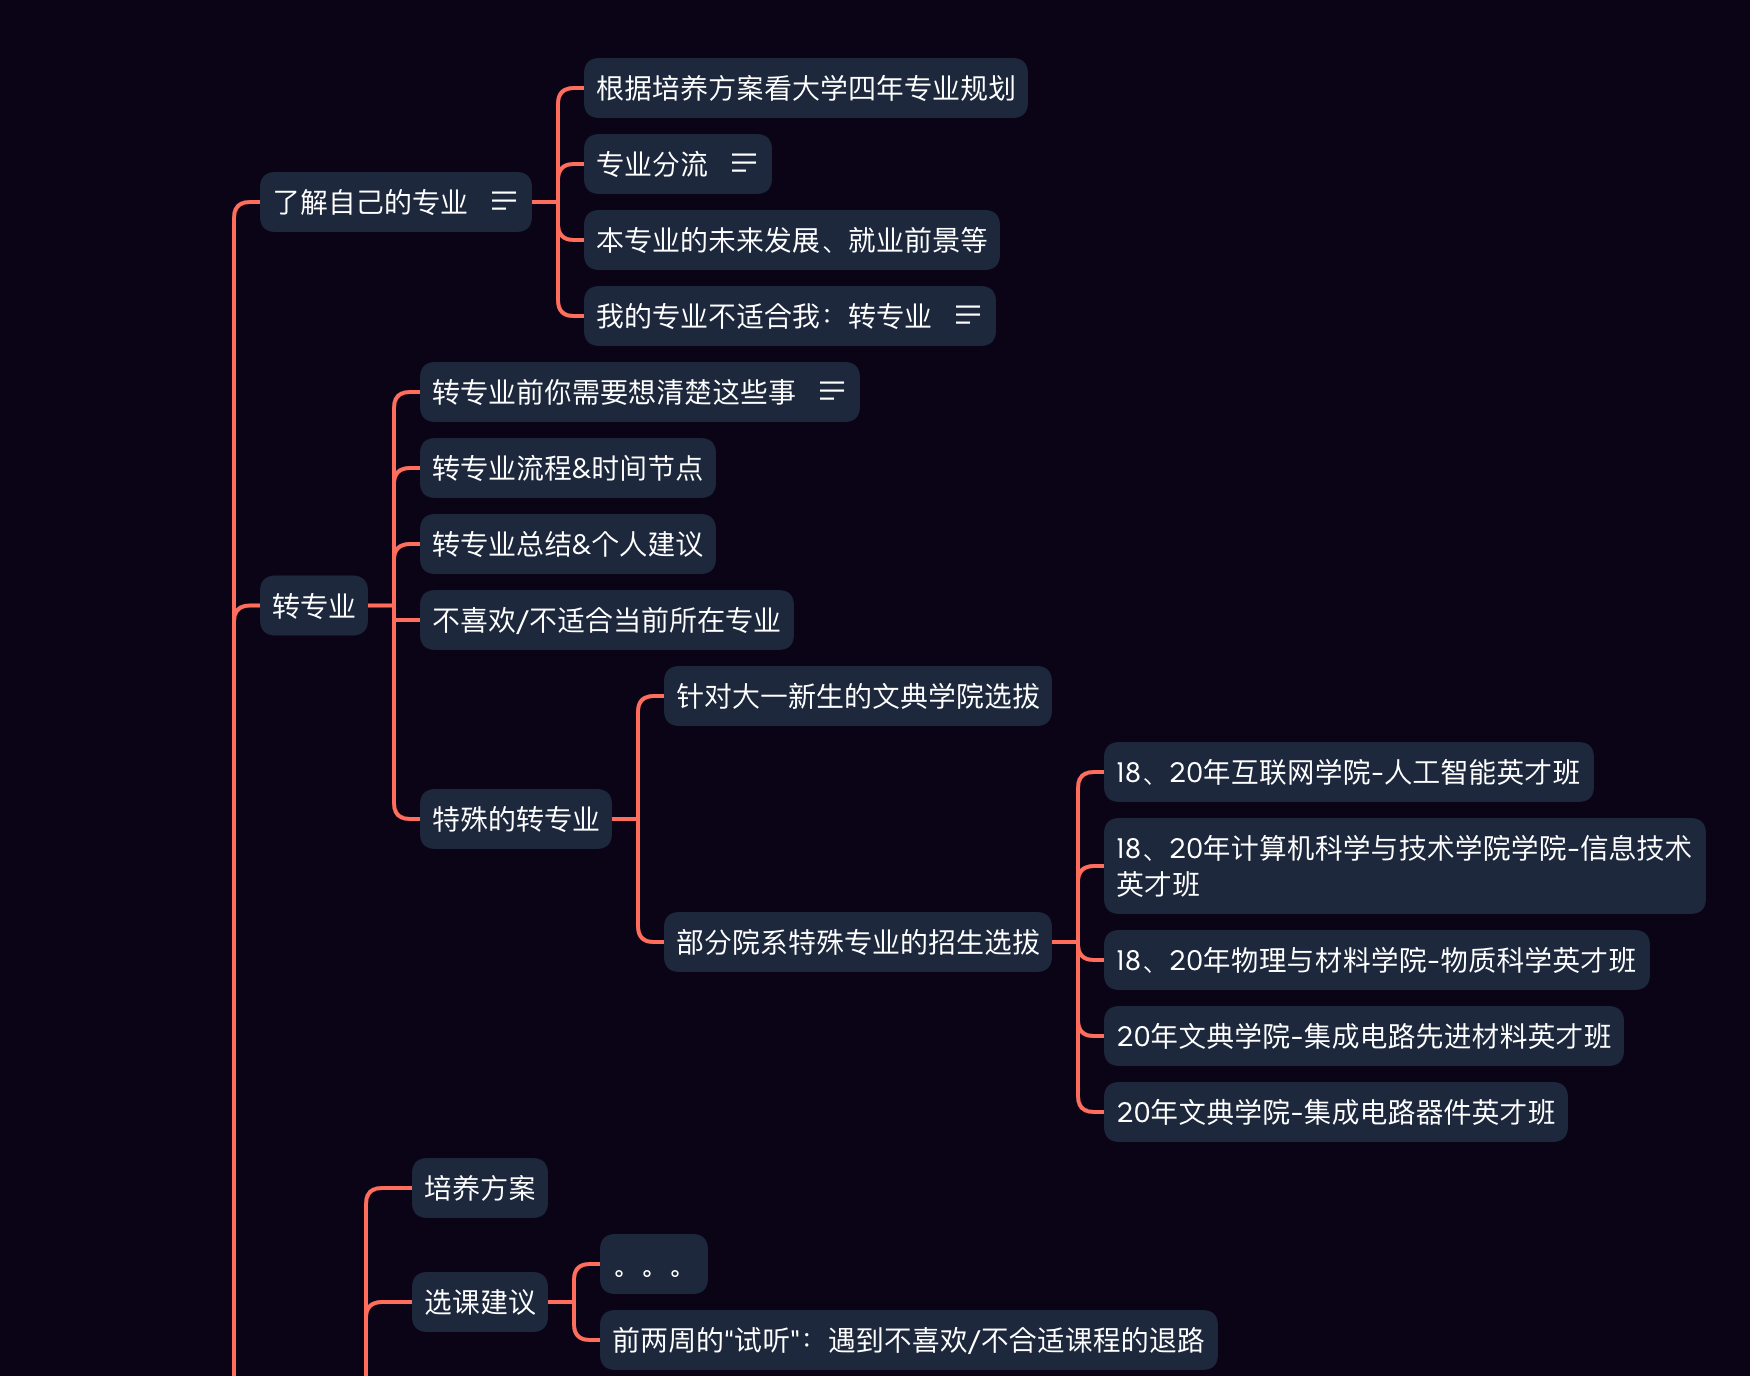 根据培养方案看大学四年专业规划
专业分流
了解自己的专业
本专业的未来发展、就业前景等
我的专业不适合我：转专业
转专业前你需要想清楚这些事
转专业流程&时间节点
转专业总结&个人建议
转专业
不喜欢/不适合当前所在专业
针对大一新生的文典学院选拔
18、20年互联网学院-人工智能英才班
特殊的转专业
18、20年计算机科学与技术学院学院-信息技术
英才班
部分院系特殊专业的招生选拔
18、20年物理与材料学院-物质科学英才班
20年文典学院-集成电路先进材料英才班
20年文典学院-集成电路器件英才班
培养方案
。。。
选课建议
前两周的"试听"：遇到不喜欢/不合适课程的退路